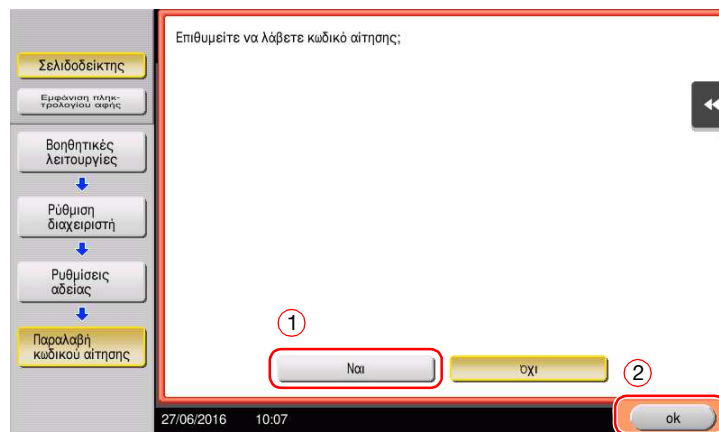 Επιθυμείτε να λάβετε κωδικό αίτησης;
Σελιδοδείκτης
Εμφάνιση πληκ-
τρολογίου αφής
Βοηθητικές
λειτουργίες
Ρύθμιση
διαχειριστή
Ρυθμίσεις
αδείας
Παραλαβή
κωδικού αίτησης
1
Ναι
Όχι
2
27/06/2016 10:07
ok